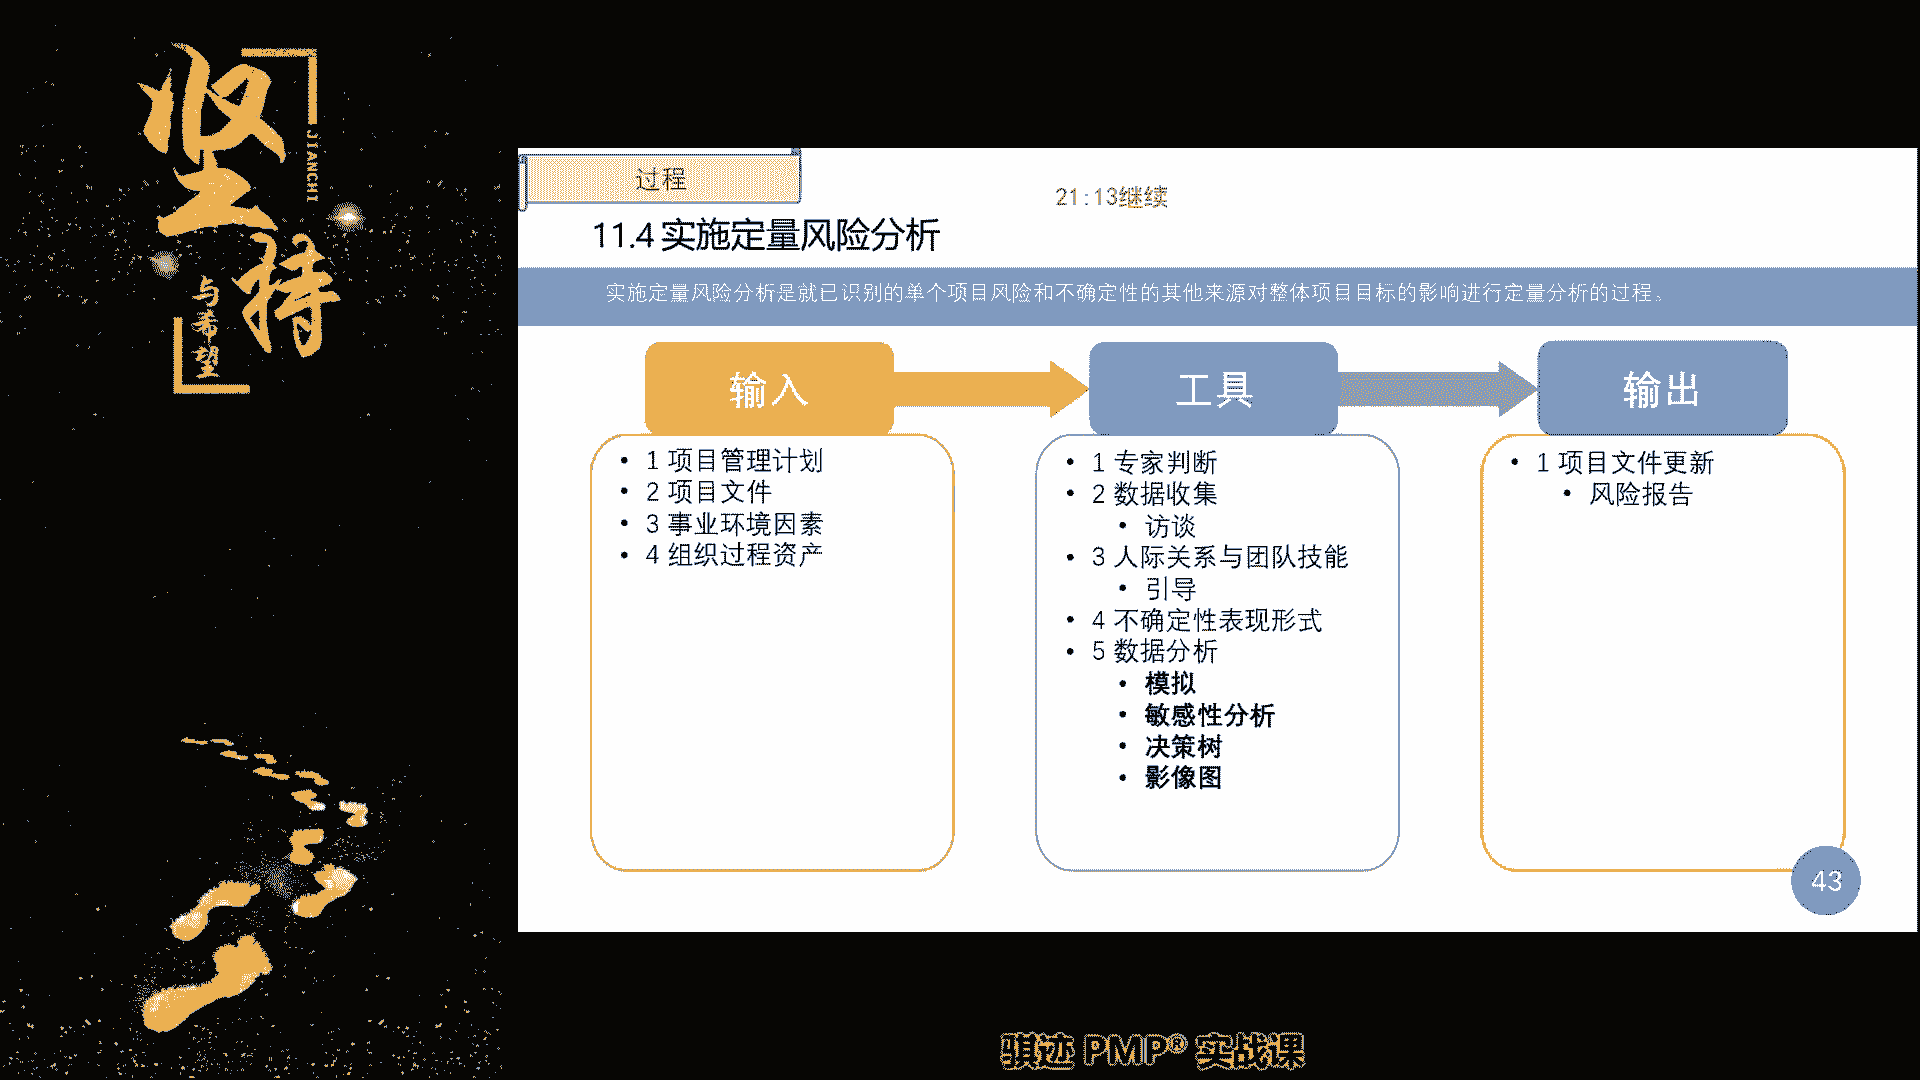 坚持
JIANCHI
与希望
过程
21:13继续
11.4 实施定量风险分析
实施定量风险分析是就已识别的单个项目风险和不确定性的其他来源对整体项目目标的影响进行定量分析的过程。
输入
• 1 项目管理计划
• 2 项目文件
• 3 事业环境因素
• 4 组织过程资产
工具
• 1 专家判断
• 2 数据收集
• 访谈
• 3 人际关系与团队技能
• 引导
• 4 不确定性表现形式
• 5 数据分析
• 模拟
• 敏感性分析
• 决策树
• 影像图
输出
• 1 项目文件更新
• 风险报告
43
骐迹 PMP® 实战课